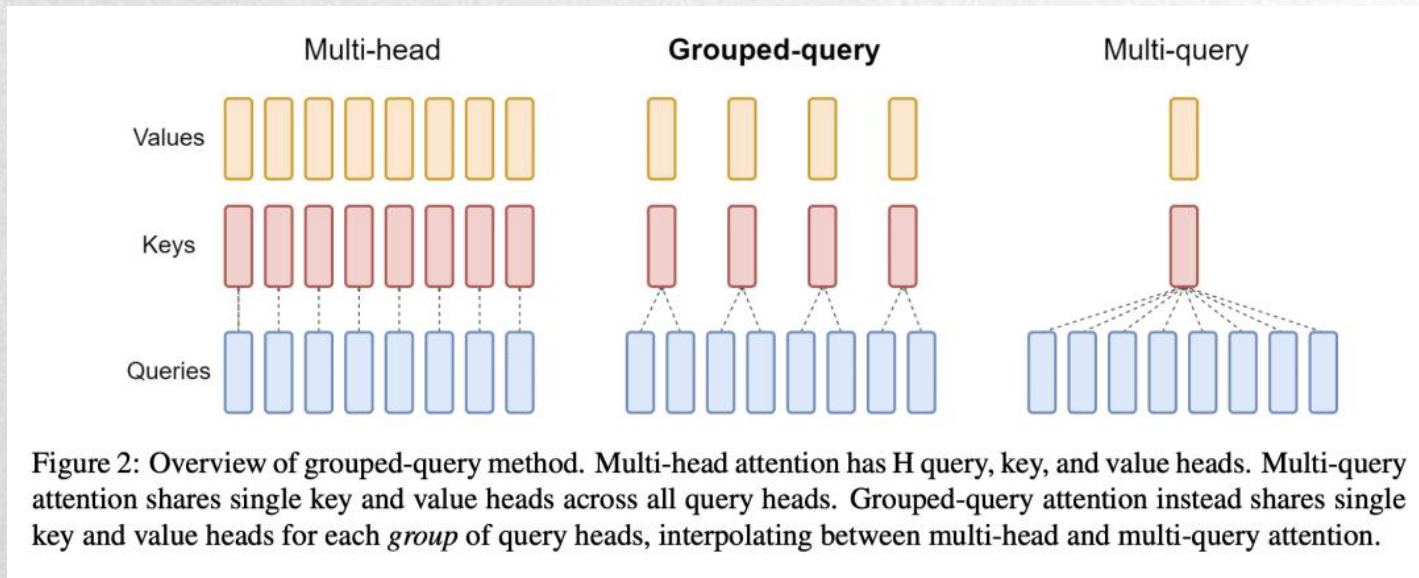 Multi-head
Grouped-query
Multi-query
Values
Keys
Queries
Figure 2: Overview of grouped-query method. Multi-head attention has H query, key, and value heads. Multi-query
attention shares single key and value heads across all query heads. Grouped-query attention instead shares single
key and value heads for each group of query heads, interpolating between multi-head and multi-query attention.